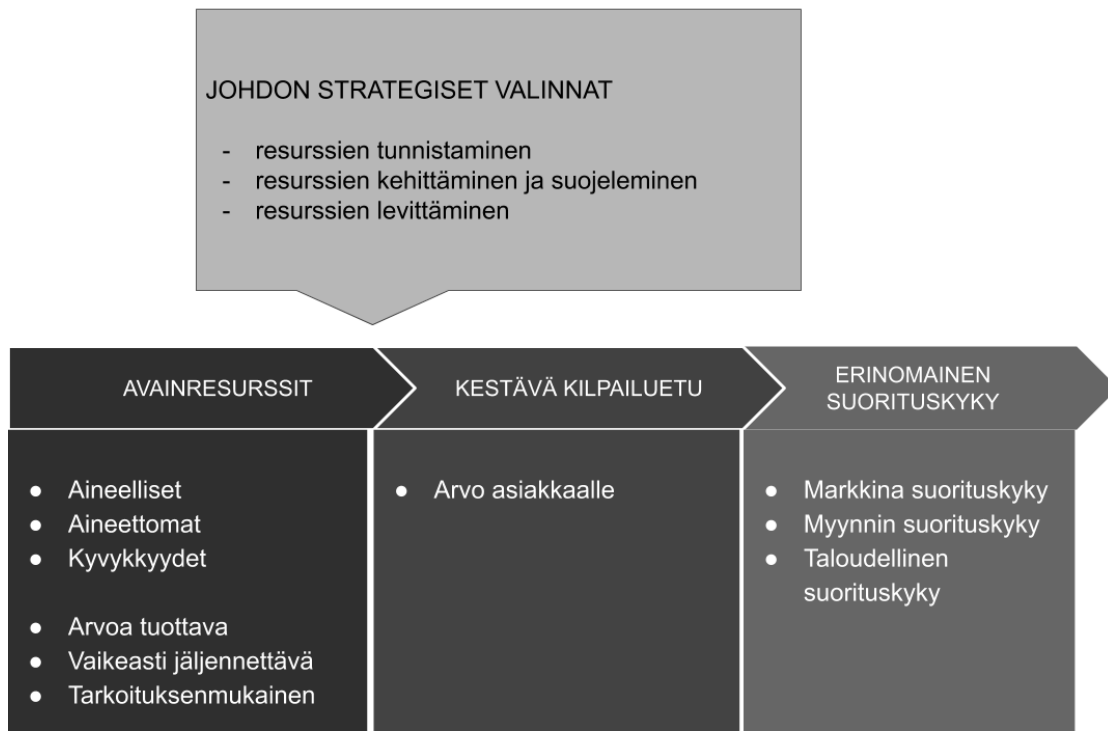 JOHDON STRATEGISET VALINNAT
- resurssien tunnistaminen
- resurssien kehittäminen ja suojeleminen
- resurssien levittäminen
AVAINRESURSSIT
KESTÄVÄ KILPAILUETU
ERINOMAINEN
SUORITUSKYKY
● Aineelliset
● Aineettomat
● Kyvykkyydet
● Arvoa tuottava
● Vaikeasti jäljennettävä
● Tarkoituksenmukainen
● Arvo asiakkaalle
● Markkina suorituskyky
● Myynnin suorituskyky
● Taloudellinen
suorituskyky